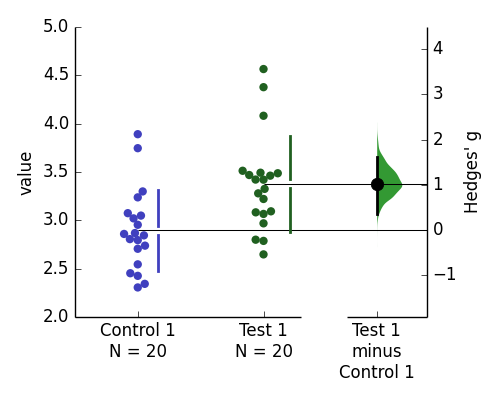 5.0
4.5
4.0
3.5
3.0
2.5
2.0
value
4
3
2
1
0
−1
Hedges' g
Control 1
N = 20
Test 1
N = 20
Test 1
minus
Control 1